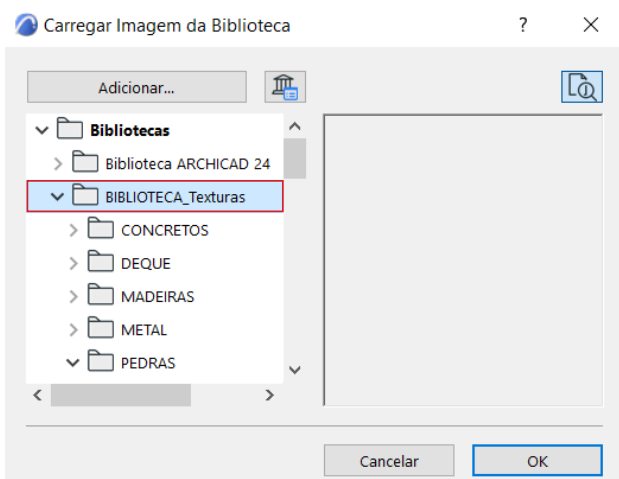 Carregar Imagem da Biblioteca
Adicionar...
Bibliotecas
Biblioteca ARCHICAD 24
BIBLIOTECA_Texturas
CONCRETOS
DEQUE
MADEIRAS
METAL
PEDRAS
Cancelar
OK